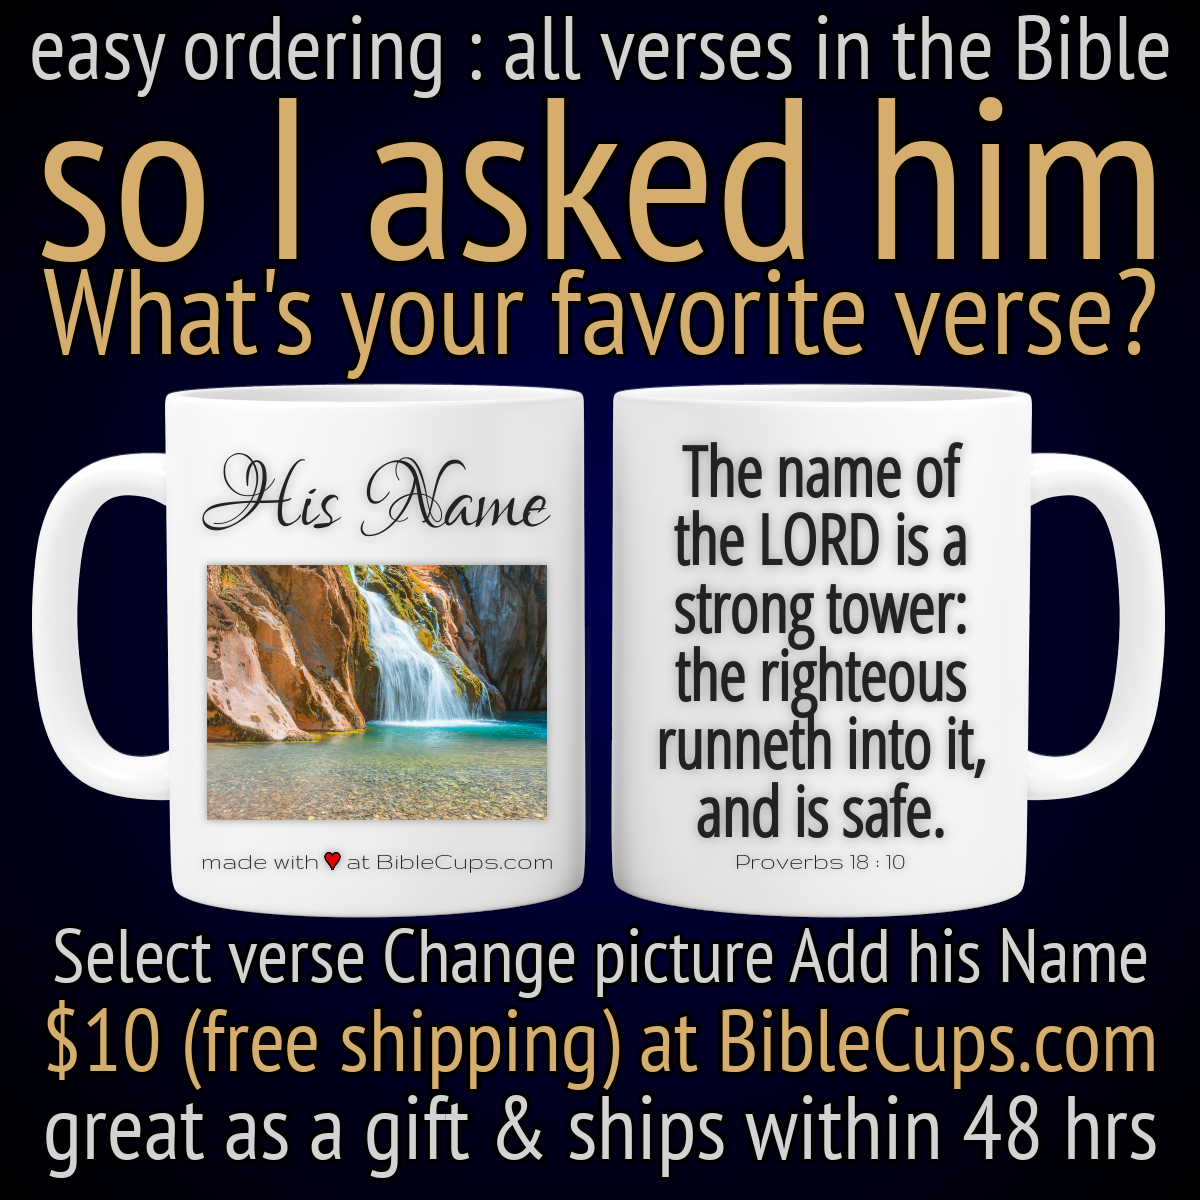 easy ordering : all verses in the Bible
so I asked him
What's your favorite verse?
His Name
made with ♥ at BibleCups.com
The name of
the LORD is a
strong tower:
the righteous
runneth into it,
and is safe.
Proverbs 18 : 10
Select verse Change picture Add his Name
$10 (free shipping) at BibleCups.com
great as a gift & ships within 48 hrs